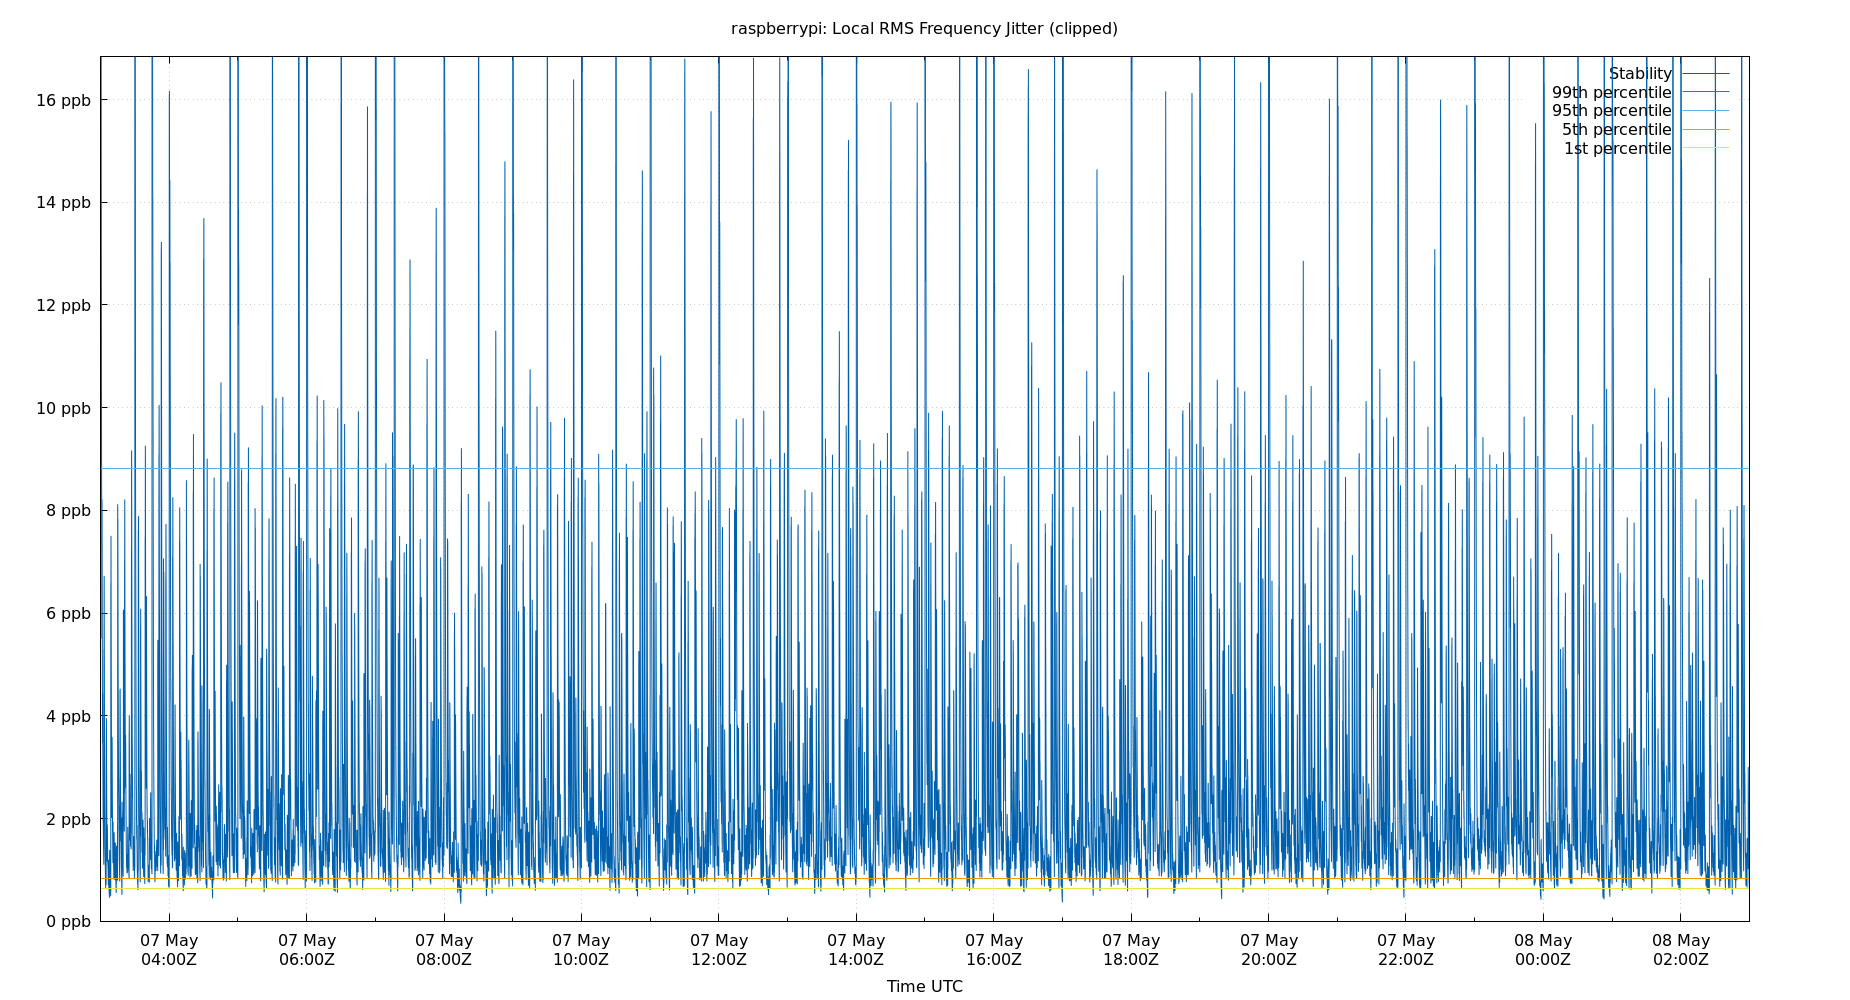 raspberrypi: Local RMS Frequency Jitter (clipped)
Stability
99th percentile
95th percentile
5th percentile
1st percentile
16 ppb
14 ppb
12 ppb
10 ppb
8 ppb
6 ppb
4 ppb
2 ppb
0 ppb
07 May 07 May 07 May 07 May 07 May 07 May 07 May 07 May 07 May 07 May 08 May 08 May
04:00Z 06:00Z 08:00Z 10:00Z 12:00Z 14:00Z 16:00Z 18:00Z 20:00Z 22:00Z 00:00Z 02:00Z
Time UTC